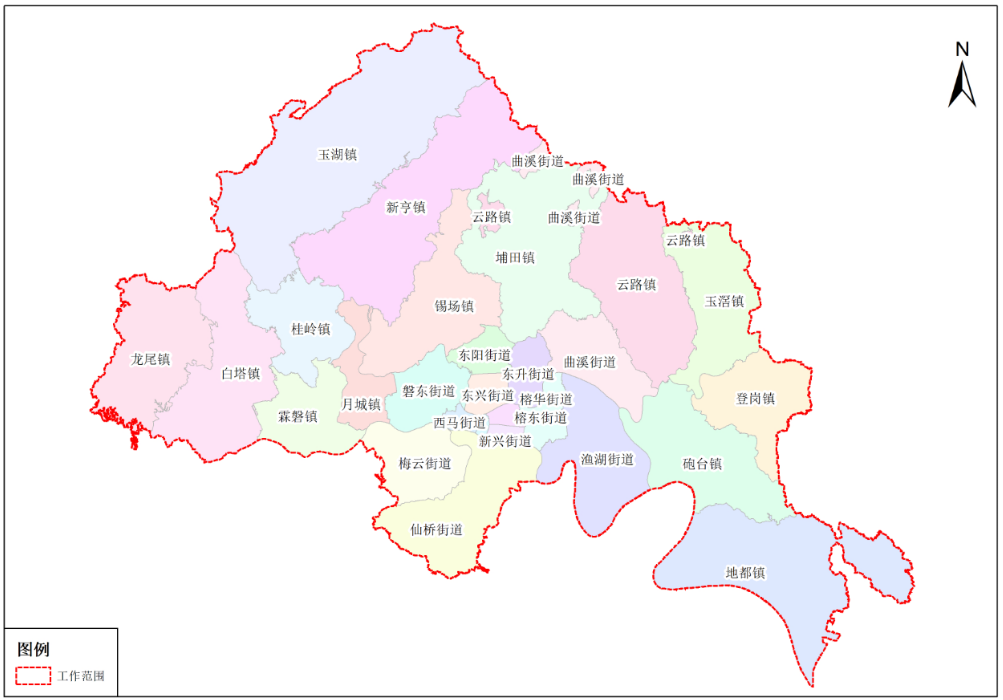 N
玉湖镇
曲溪街道
曲溪街道
新亨镇
云路镇
曲溪街道
云路镇
埔田镇
云路镇
玉滘镇
锡场镇
桂岭镇
龙尾镇
白塔镇
东阳街道
曲溪街道
东升街道
磐东街道
东兴街道
榕华街道
登岗镇
月城镇
霖磐镇
西马街道
榕东街道
新兴街道
梅云街道
渔湖街道
砲台镇
仙桥街道
地都镇
图例
工作范围